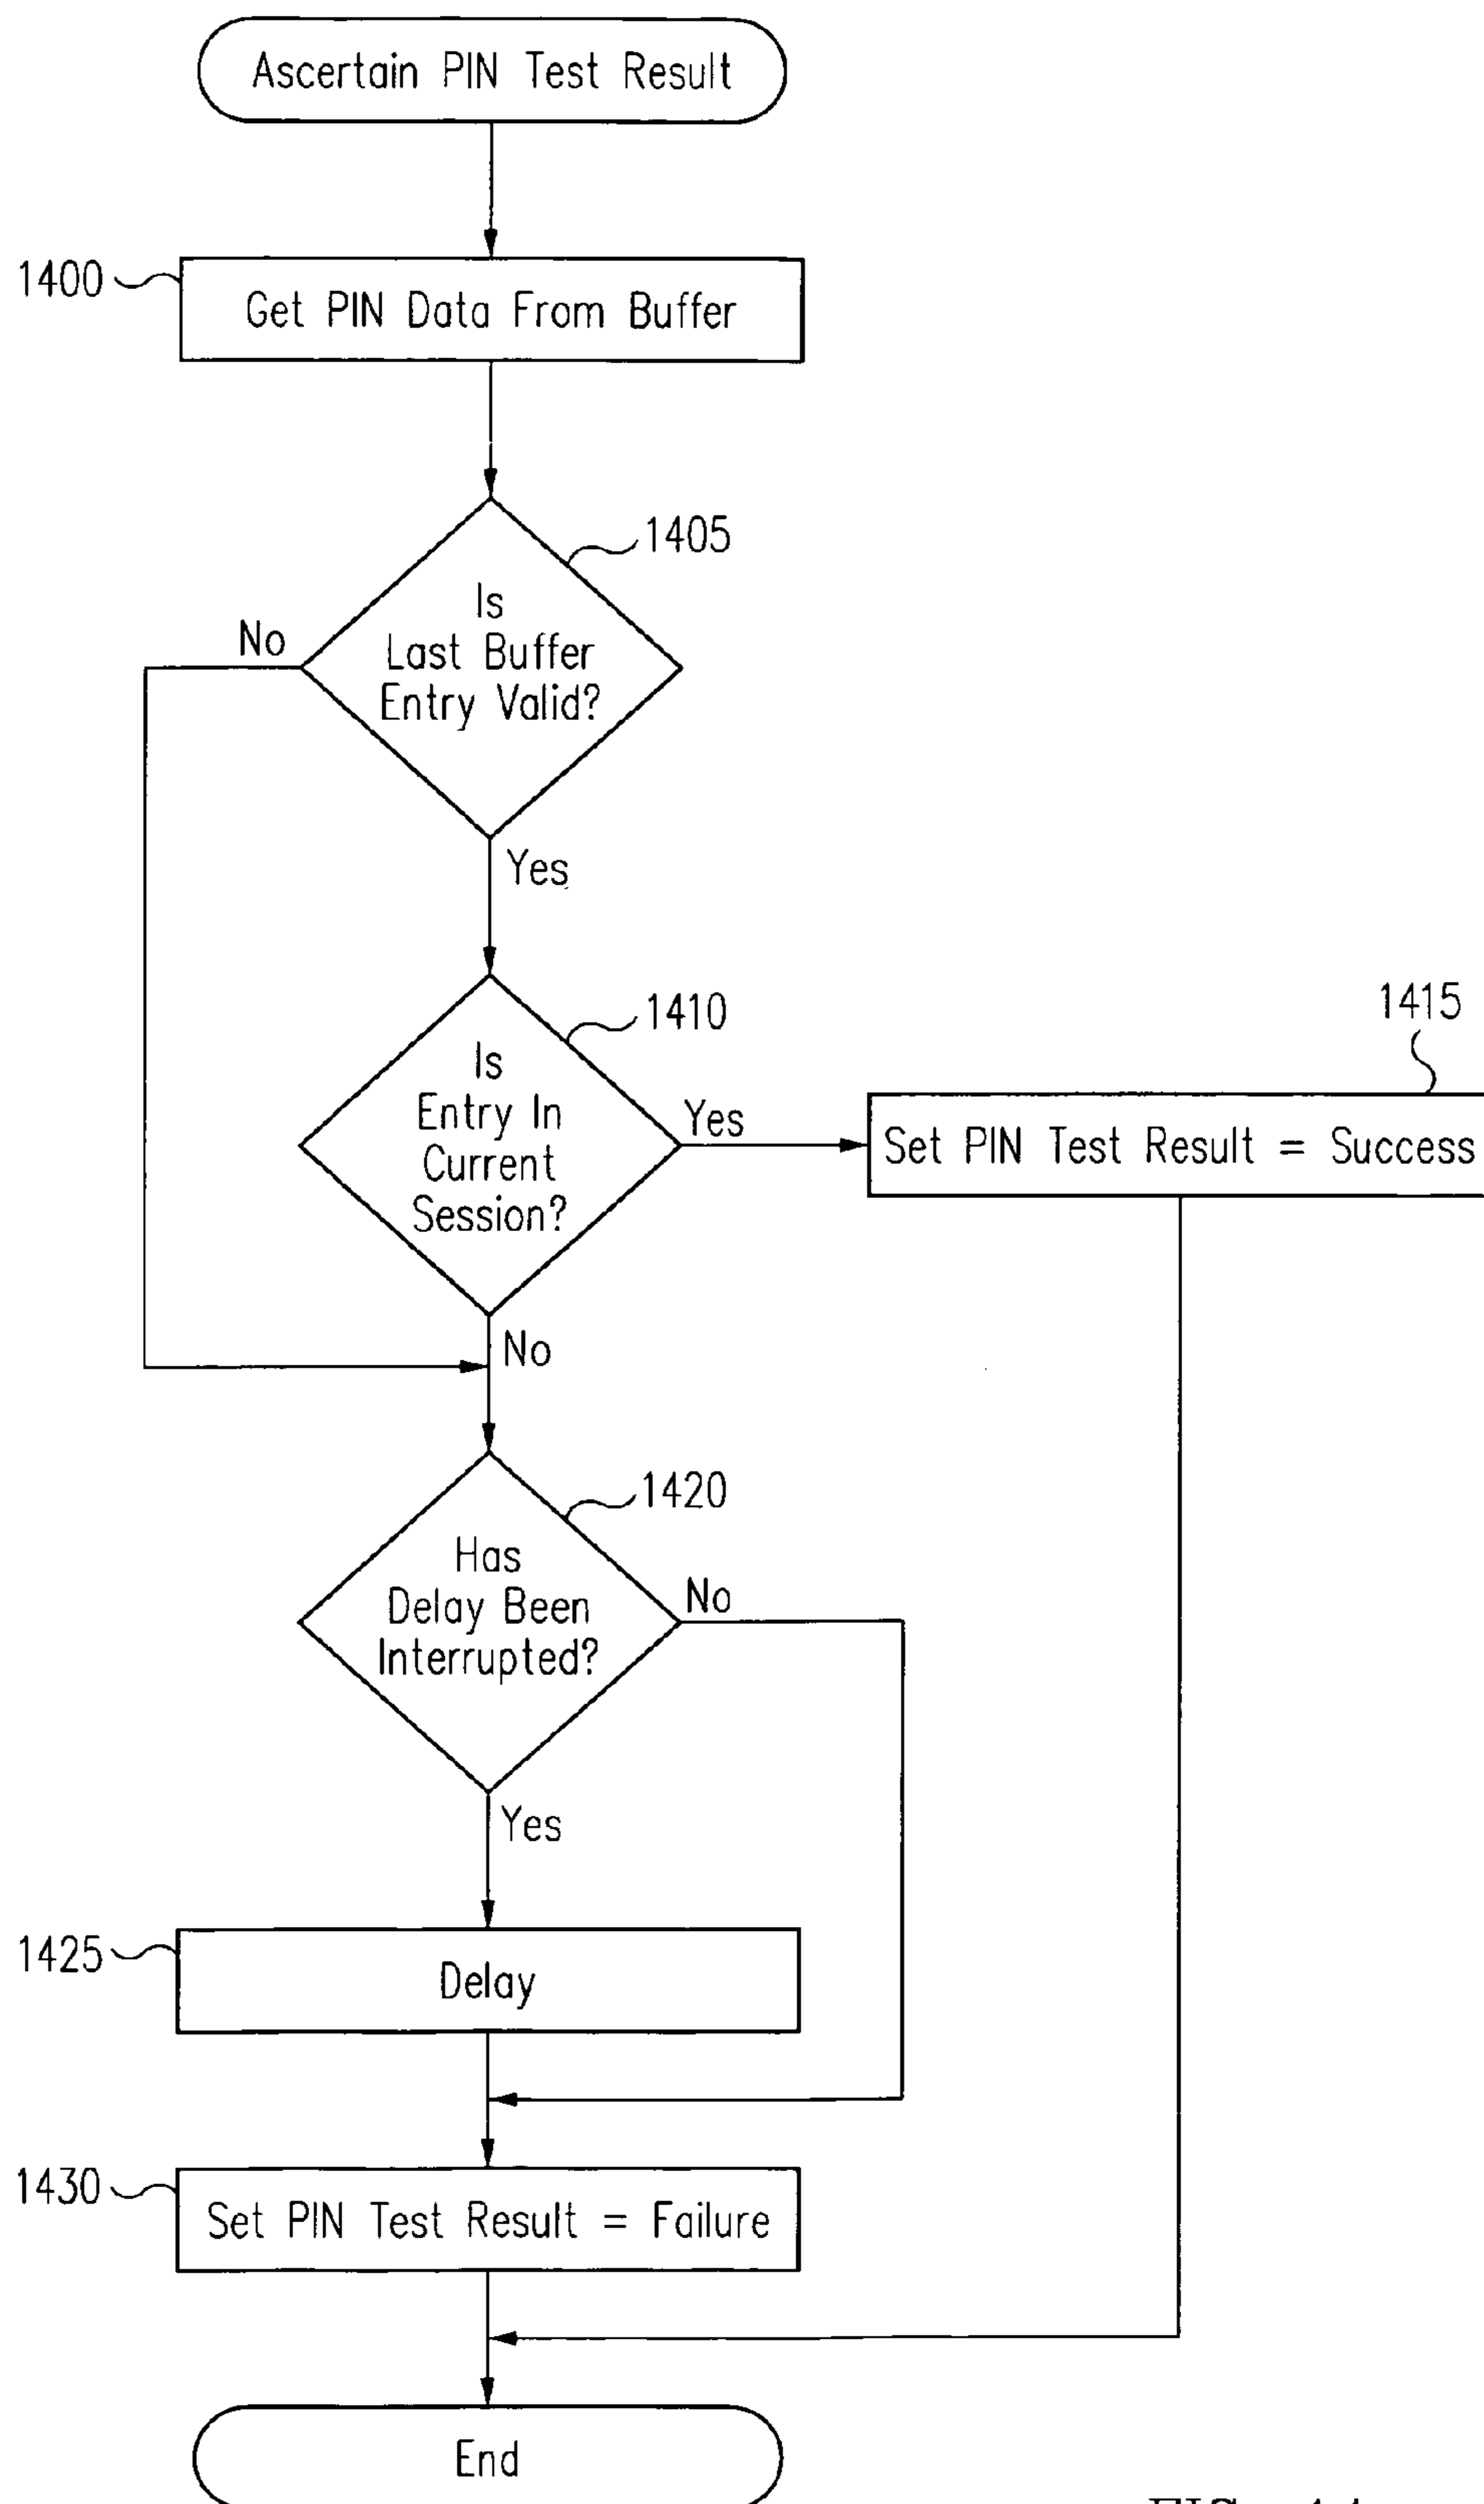 Ascertain PIN Test Result
1400
Get PIN Data From Buffer
1405
Is
Last Buffer
Entry Valid?
No
Yes
1410
Is
Entry In
Current
Session?
Yes
1415
Set PIN Test Result = Success
No
1420
Has
Delay Been
Interrupted?
No
Yes
1425
Delay
1430
Set PIN Test Result = Failure
End